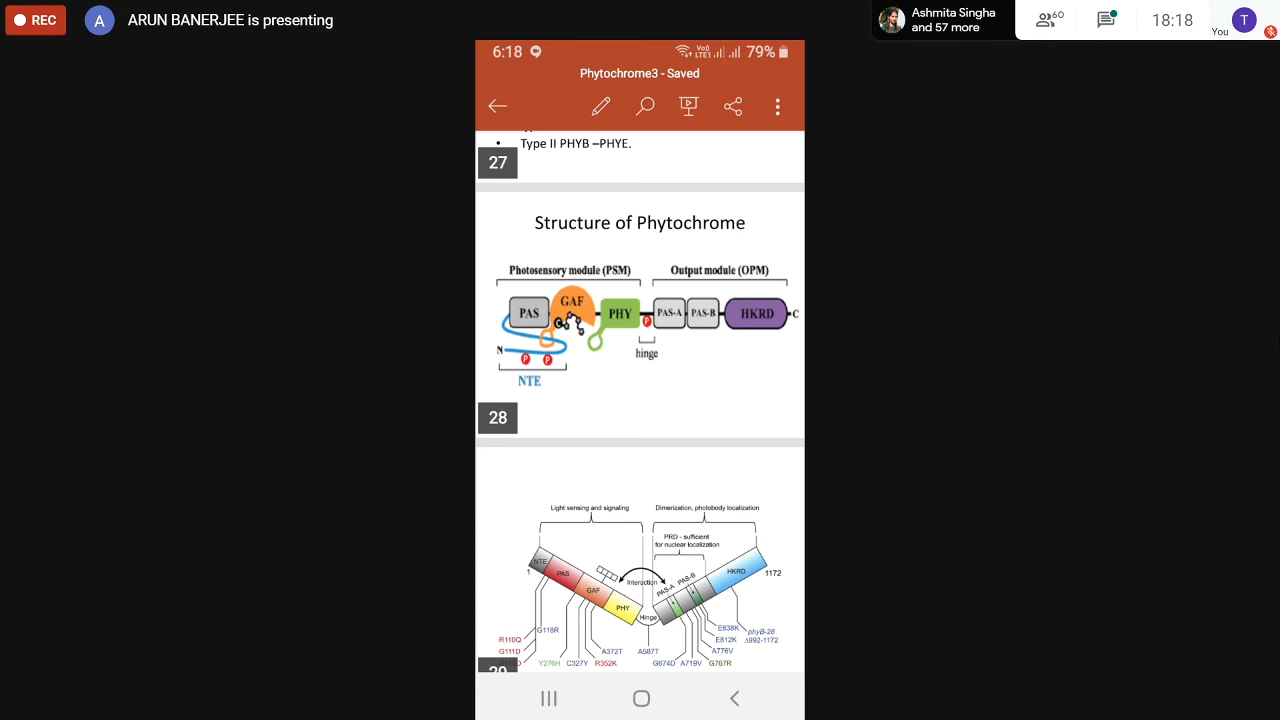 REC
A
ARUN BANERJEE is presenting
Ashmita Singha
and 57 more
60
18:18
You
T
6:18
Vo)
LTE1
79%
Phytochrome3 - Saved
• Type II PHYB –PHYE.
27
Structure of Phytochrome
Photosensory module (PSM)
Output module (OPM)
PAS
GAF
PHY
PAS-A
PAS-B
HKRD
C
C
P
N
hinge
P
P
NTE
28
Light sensing and signaling
Dimerization, photobody localization
PRD - sufficient
for nuclear localization
NTE
1
PAS
GAF
PHY
Interaction
Hinge
PAS-A
PAS-B
HKRD
1172
G118R
R110Q
G111D
Y276H
C327Y
R352K
A372T
A587T
G674D
A719V
G767R
A776V
E812K
E838K
phyB-28
Δ992-1172
29